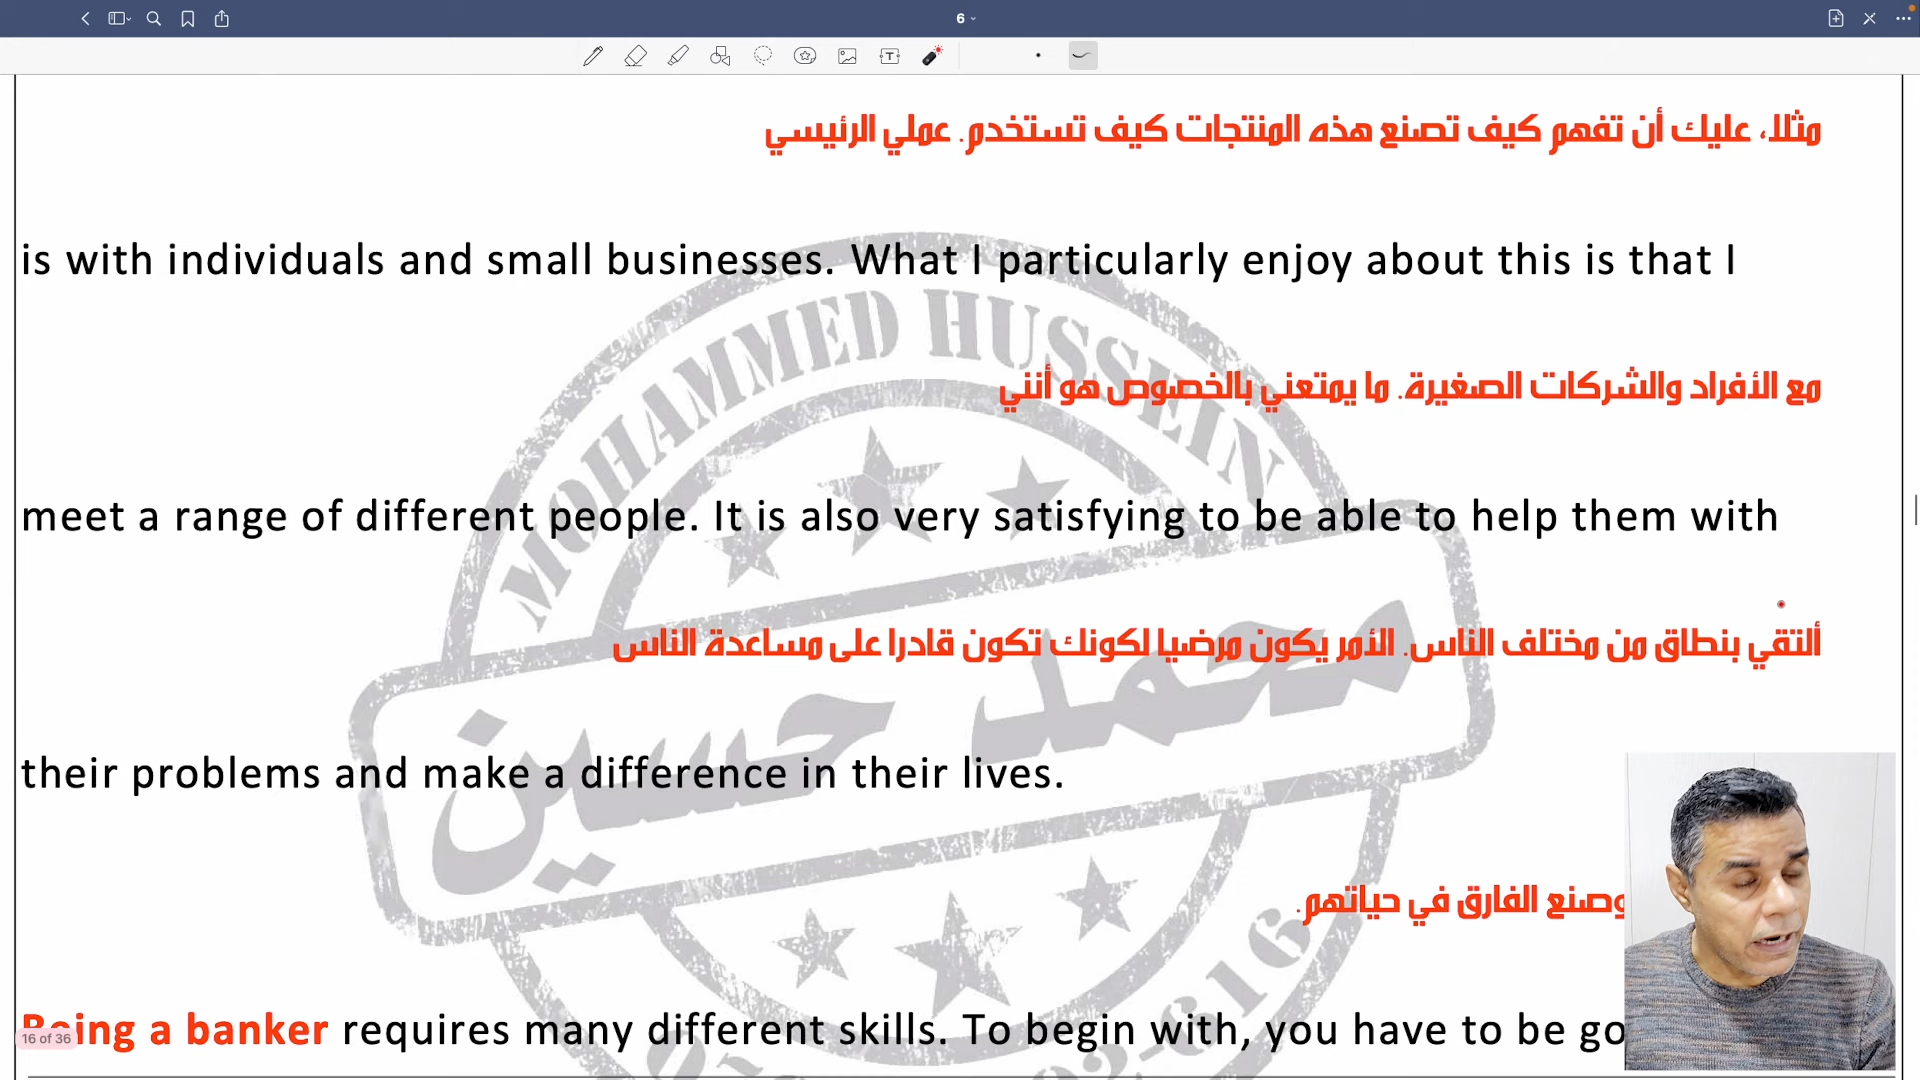 6
مثلا، عليك أن تفهم كيف تصنع هذه المنتجات كيف تستخدم. عملي الرئيسي
is with individuals and small businesses. What I particularly enjoy about this is that I
مع الأفراد والشركات الصغيرة. ما يمتعني بالخصوص هو أنني
meet a range of different people. It is also very satisfying to be able to help them with
ألتقي بنطاق من مختلف الناس. الأمر يكون مرضيا لكونك تكون قادرا على مساعدة الناس
their problems and make a difference in their lives.
وصنع الفارق في حياتهم.
Being a banker requires many different skills. To begin with, you have to be go
16 of 36
MOHAMMED HUSSEIN
محمد حسين